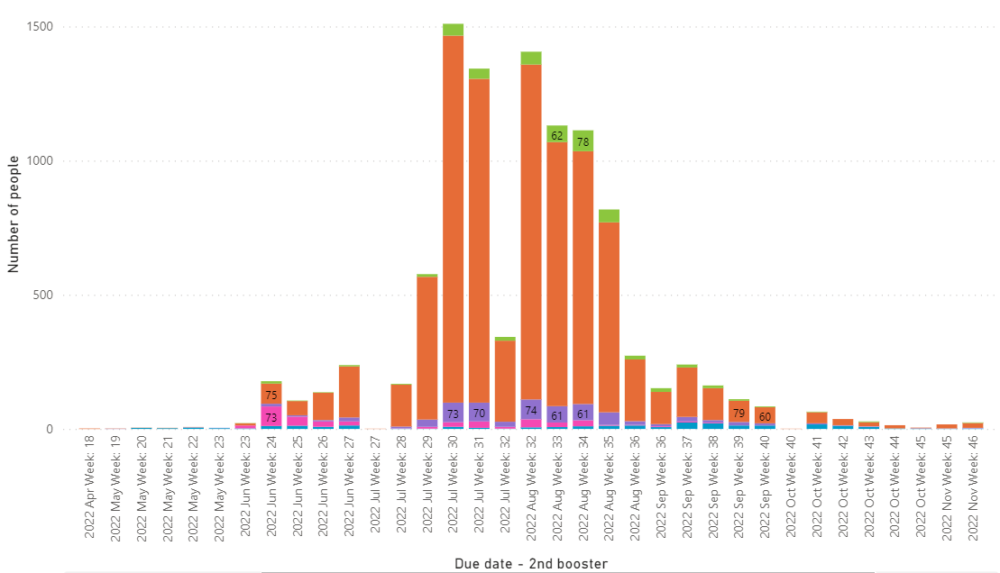 1500
1000
500
0
Number of people
62
78
75
73
73
70
74
61
61
79
60
2022 Apr Week: 18
2022 May Week: 19
2022 May Week: 20
2022 May Week: 21
2022 May Week: 22
2022 May Week: 23
2022 Jun Week: 23
2022 Jun Week: 24
2022 Jun Week: 25
2022 Jun Week: 26
2022 Jun Week: 27
2022 Jul Week: 27
2022 Jul Week: 28
2022 Jul Week: 29
2022 Jul Week: 30
2022 Jul Week: 31
2022 Jul Week: 32
2022 Aug Week: 32
2022 Aug Week: 33
2022 Aug Week: 34
2022 Aug Week: 35
2022 Aug Week: 36
2022 Sep Week: 36
2022 Sep Week: 37
2022 Sep Week: 38
2022 Sep Week: 39
2022 Sep Week: 40
2022 Oct Week: 40
2022 Oct Week: 41
2022 Oct Week: 42
2022 Oct Week: 43
2022 Oct Week: 44
2022 Oct Week: 45
2022 Nov Week: 45
2022 Nov Week: 46
Due date - 2nd booster